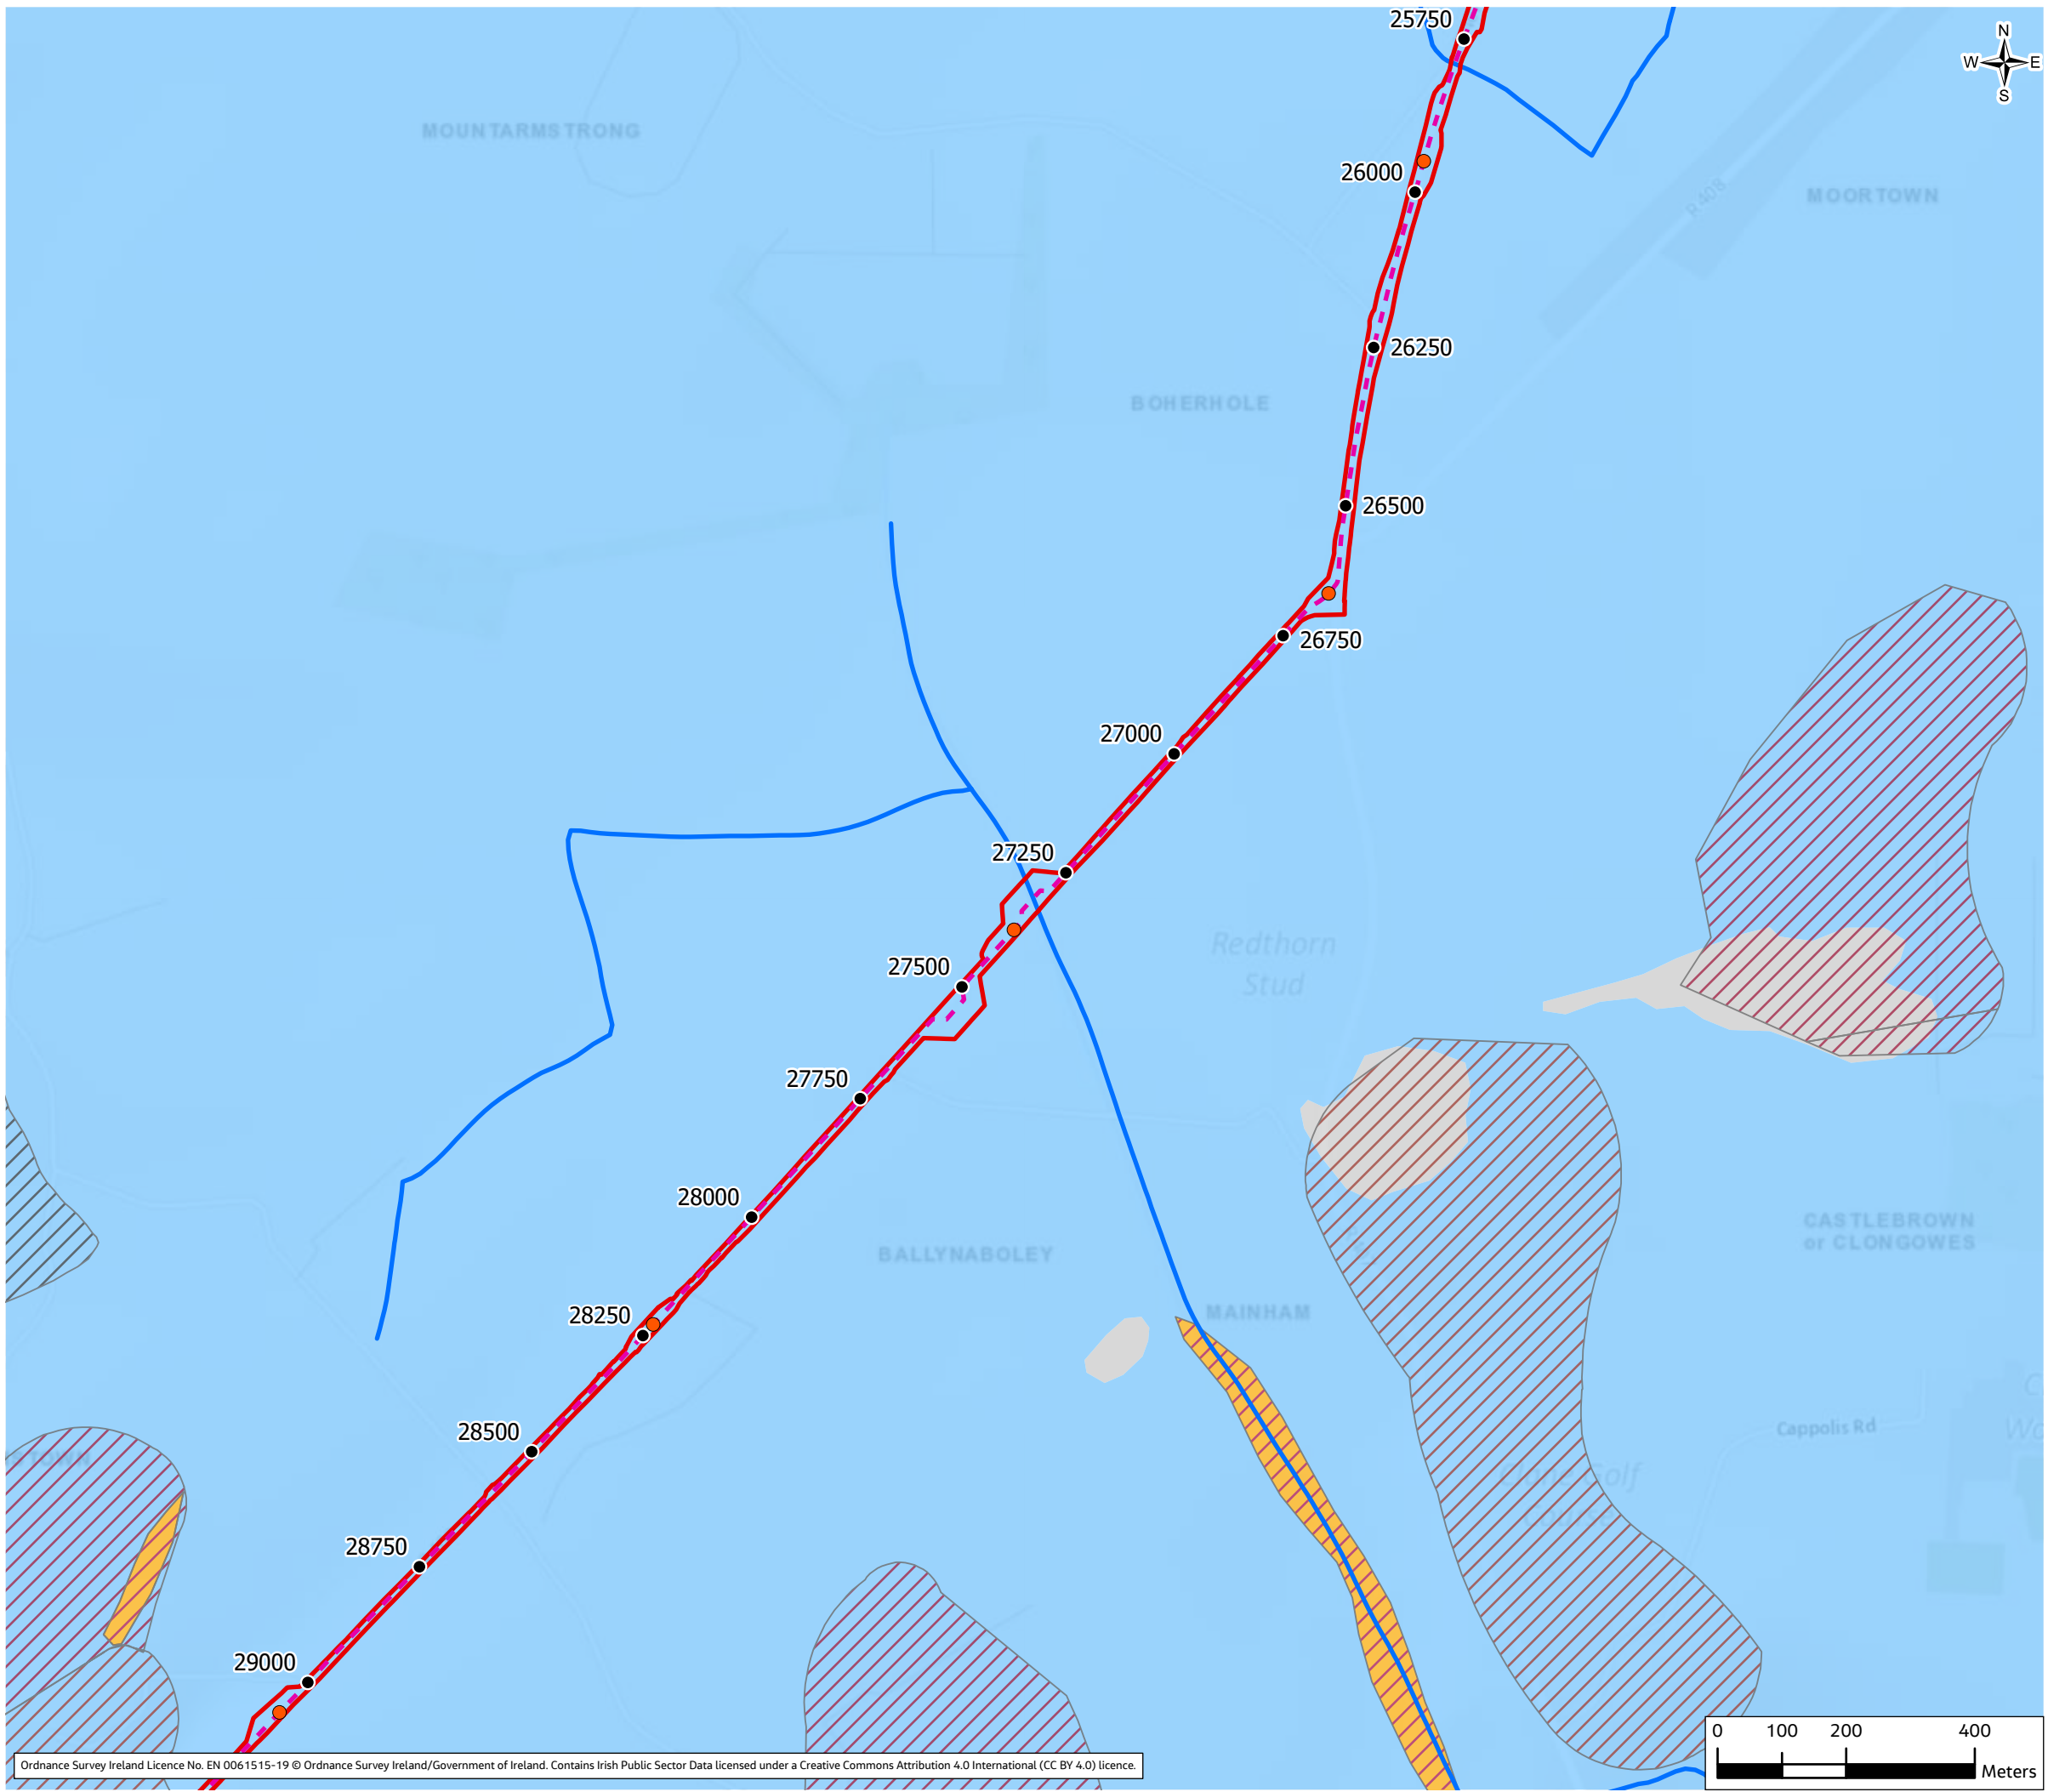 25750
N
W E
S
MOUNTARMSTRONG
26000
R408
MOORTOWN
26250
BOHERHOLE
26500
26750
27000
27250
Redthorn
Stud
27500
27750
28000
CASTLEBROWN
or CLONGOWES
BALLYNABOLEY
28250
MAINHAM
28500
Cappolis Rd
Clane Golf
28750
29000
0 100 200 400
Meters
Ordnance Survey Ireland Licence No. EN 0061515-19 © Ordnance Survey Ireland/Government of Ireland. Contains Irish Public Sector Data licensed under a Creative Commons Attribution 4.0 International (CC BY 4.0) licence.